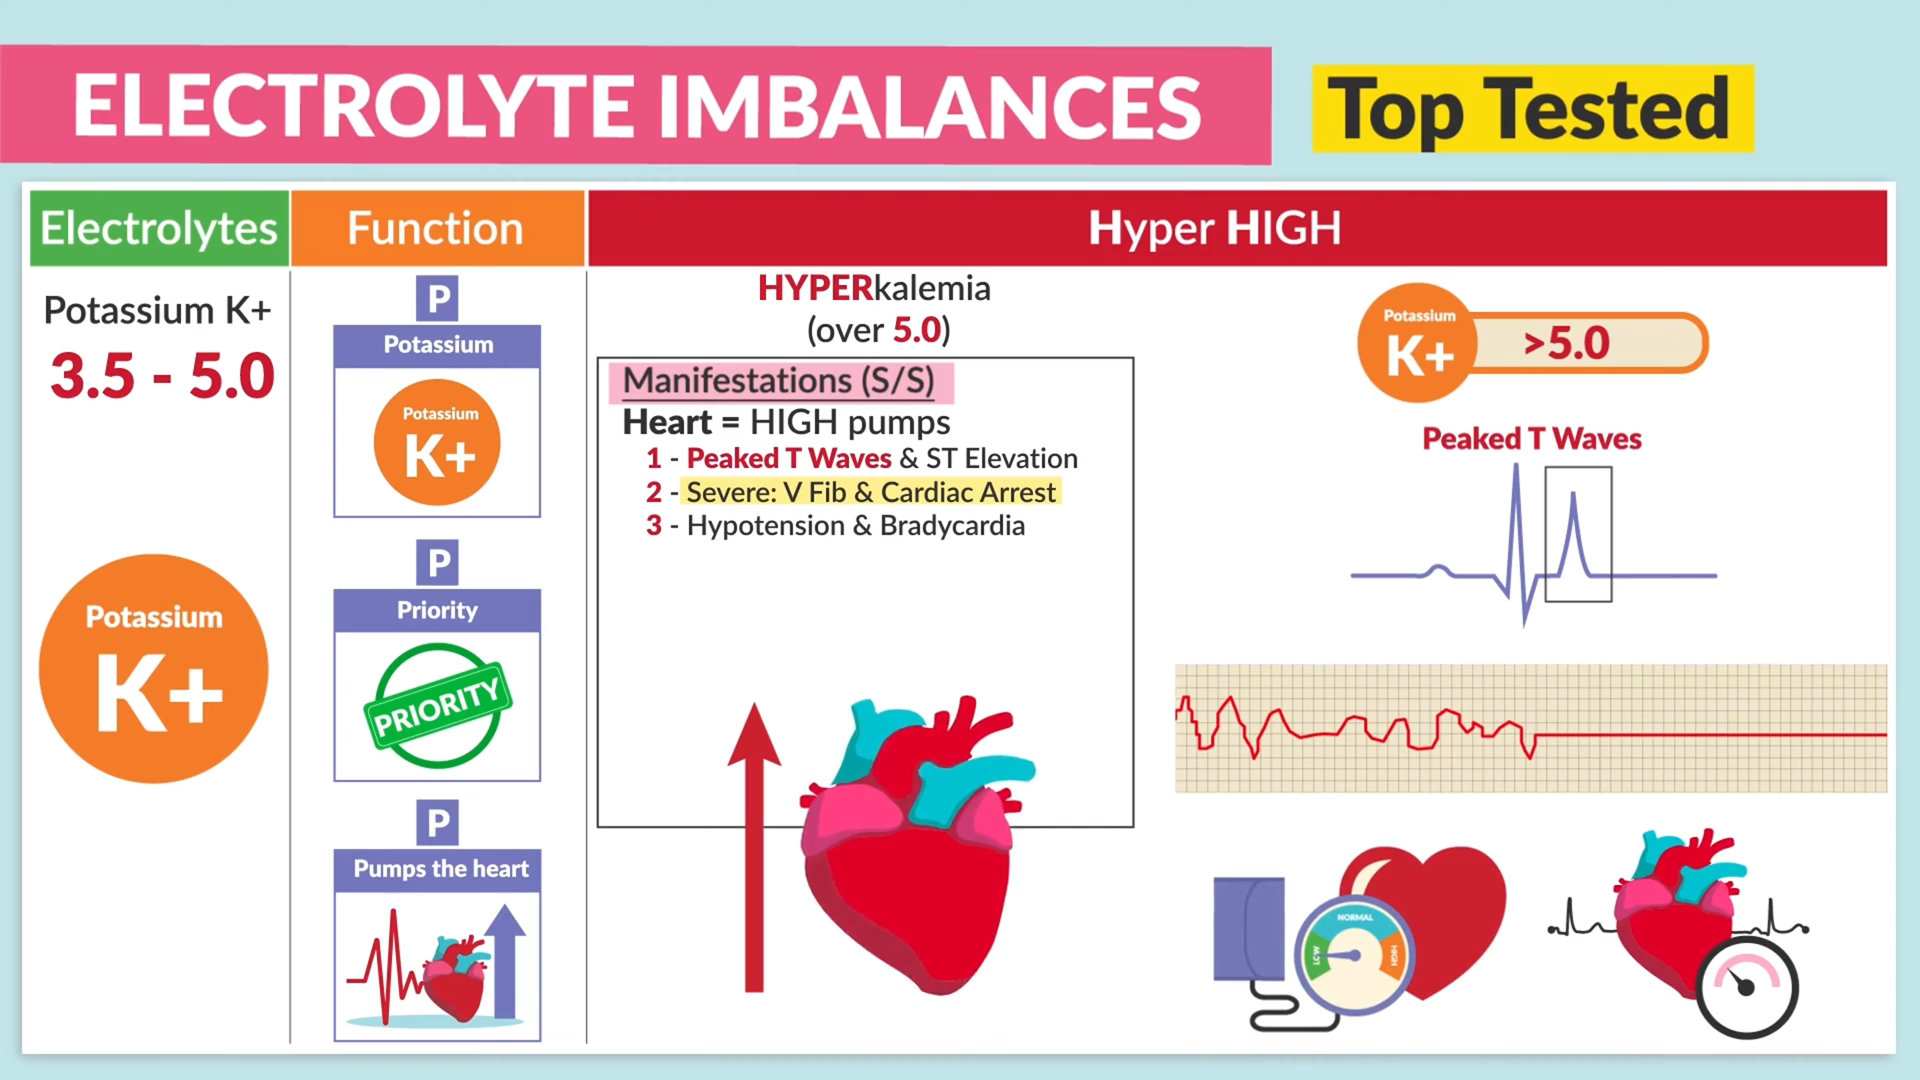 ELECTROLYTE IMBALANCES
Top Tested
Electrolytes
Function
Hyper HIGH
Potassium K+
3.5 - 5.0
Potassium
K+
P
Potassium
Potassium
K+
P
Priority
PRIORITY
P
Pumps the heart
HYPERkalemia
(over 5.0)
Manifestations (S/S)
Heart = HIGH pumps
1 - Peaked T Waves & ST Elevation
2 - Severe: V Fib & Cardiac Arrest
3 - Hypotension & Bradycardia
Potassium
K+
>5.0
Peaked T Waves
NORMAL
LOW
HIGH